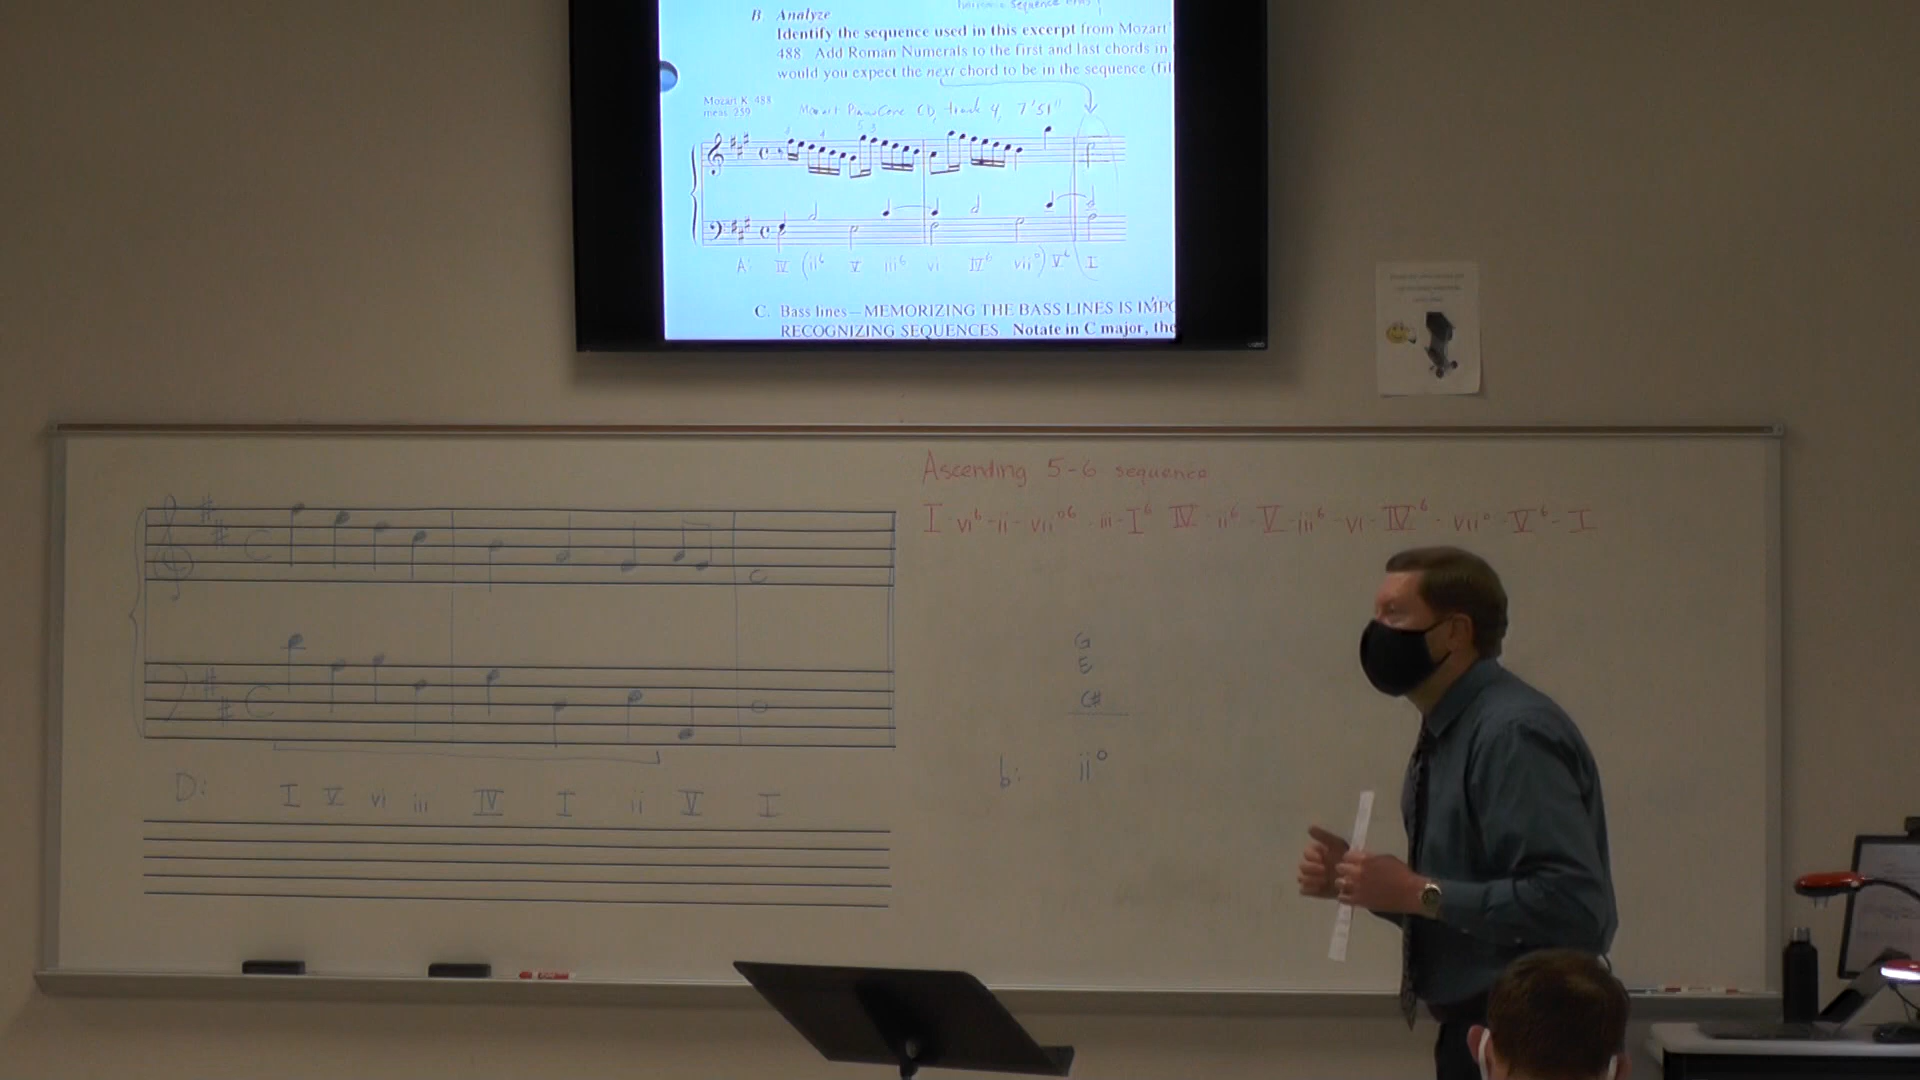 B. Analyze
Identify the sequence used in this excerpt from Mozart'
488. Add Roman Numerals to the first and last chords in
would you expect the next chord to be in the sequence (fil
Mozart K. 488
meas. 259
Mozart Piano Conc CD, track 4, 7'51"
A: IV (ii6 V iii6 vi IV6 vii°) V6 I
C. Bass lines—MEMORIZING THE BASS LINES IS IMPO
RECOGNIZING SEQUENCES. Notate in C major, the
Ascending 5-6 sequence
I - vi6 - ii - vii°6 - iii - I6 IV - ii6 - V - iii6 - vi - IV6 - vii° - V6 - I
G
E
C#
b: ii°
D: I V vi iii IV I ii V I